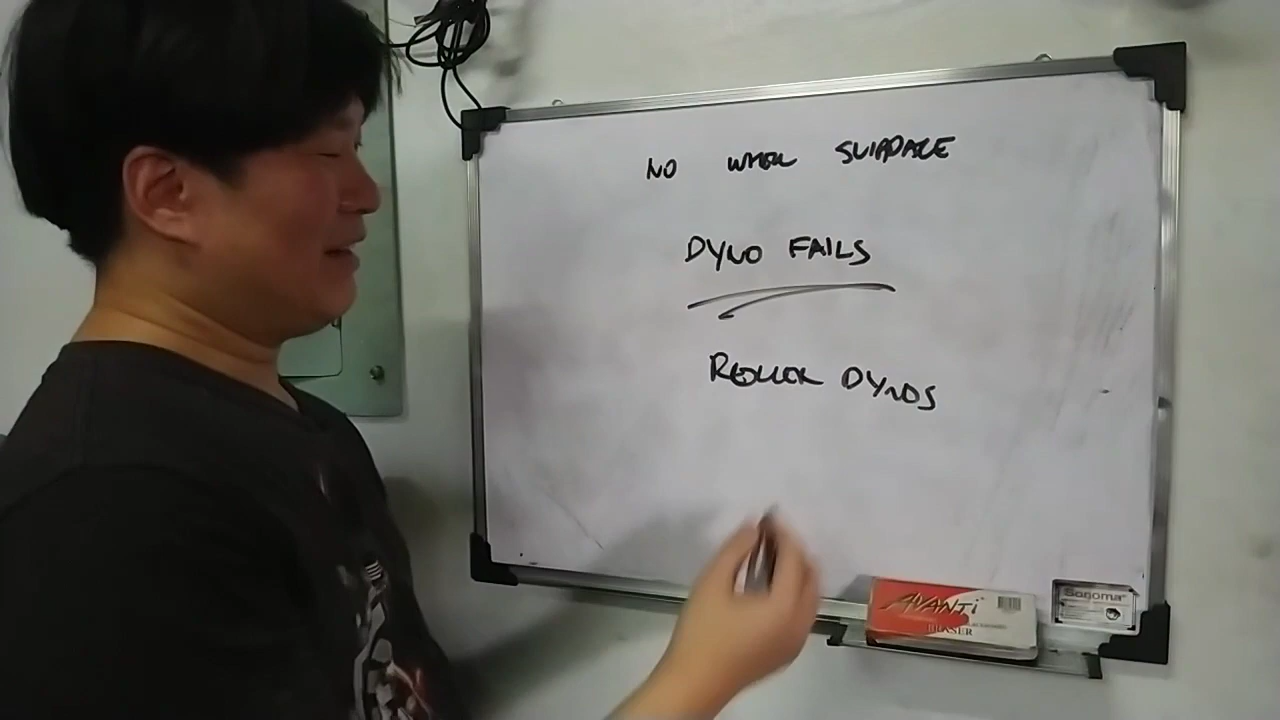 NO WHEEL SLIPPAGE
DYNO FAILS
ROLLER DYNOS
AVANTi
ERASER
Sonoma